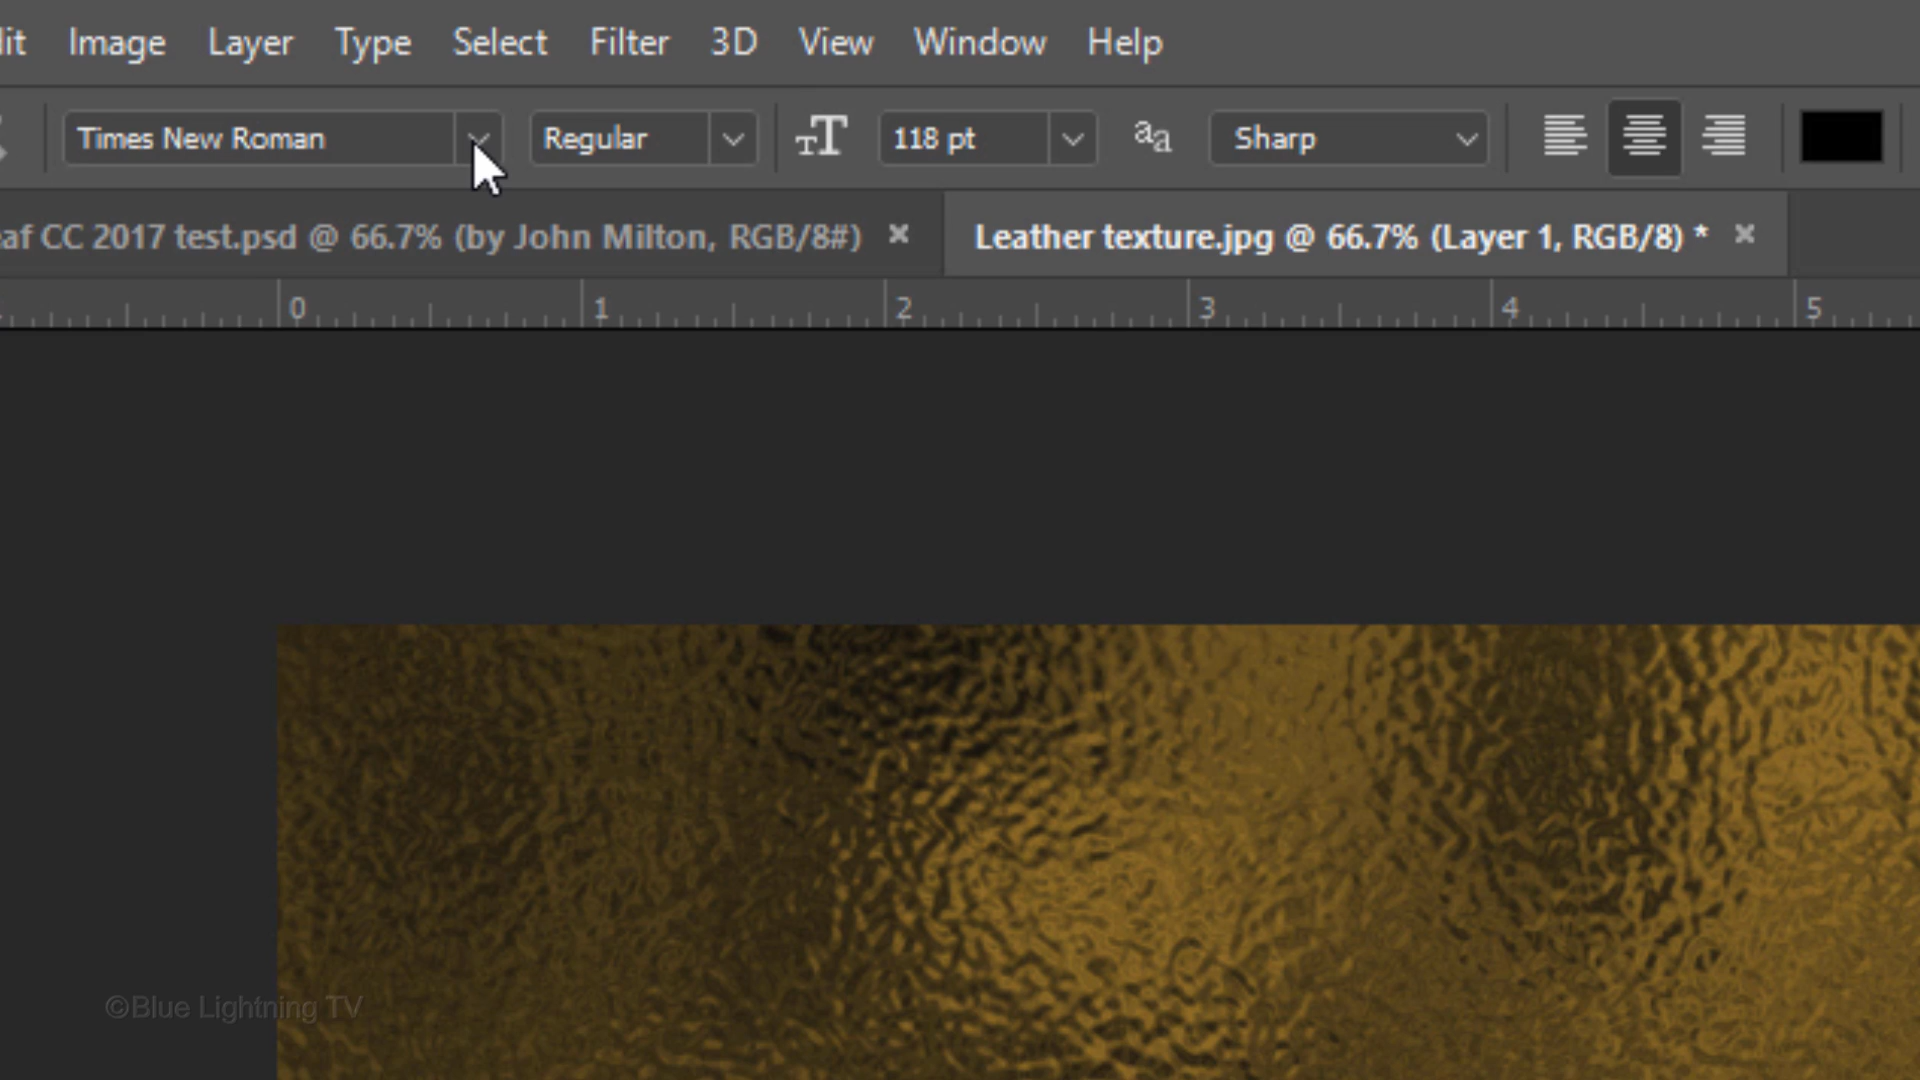 Image Layer Type Select Filter 3D View Window Help
Times New Roman Regular TT 118 pt aa Sharp
CC 2017 test.psd @ 66.7% (by John Milton, RGB/8#) × Leather texture.jpg @ 66.7% (Layer 1, RGB/8) * ×
0 1 2 3 4 5
©Blue Lightning TV